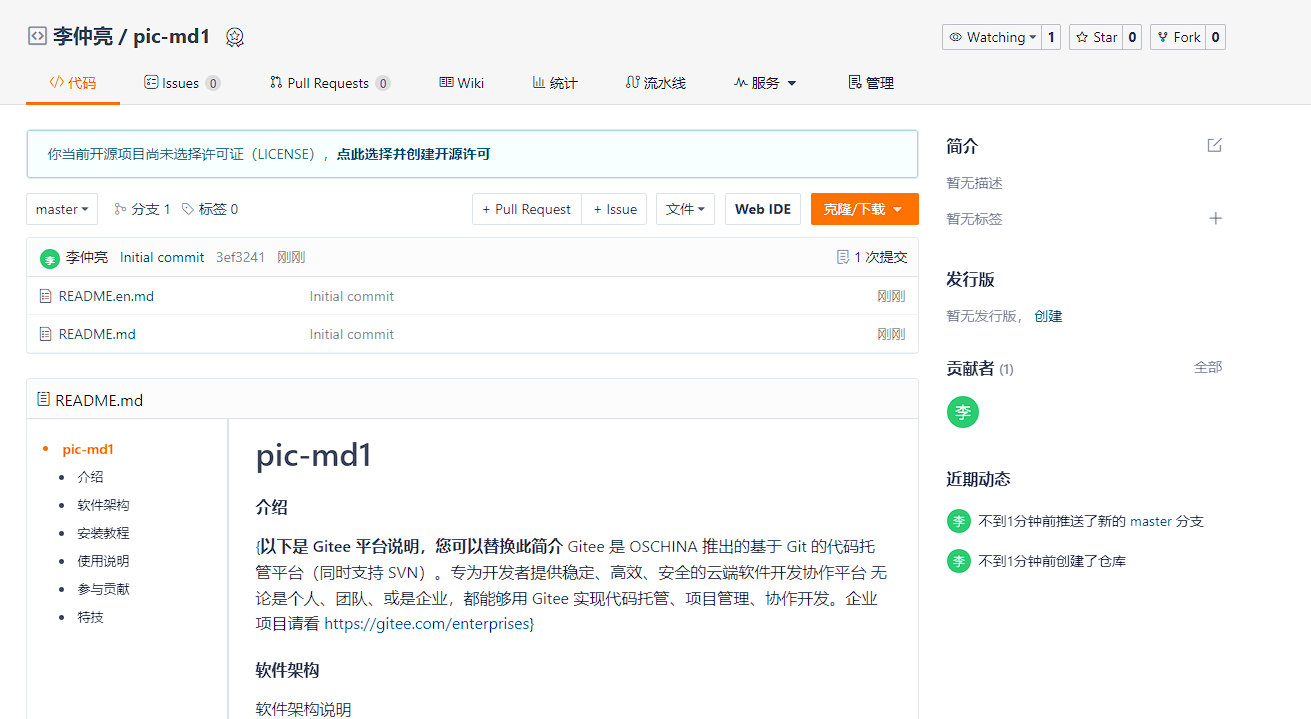 李仲亮 / pic-md1
Watching 1 Star 0 Fork 0
代码 Issues 0 Pull Requests 0 Wiki 统计 流水线 服务 管理
你当前开源项目尚未选择许可证（LICENSE），点此选择并创建开源许可
master 分支 1 标签 0 + Pull Request + Issue 文件 Web IDE 克隆/下载
李 李仲亮 Initial commit 3ef3241 刚刚 1 次提交
README.en.md Initial commit 刚刚
README.md Initial commit 刚刚
README.md
pic-md1
介绍
软件架构
安装教程
使用说明
参与贡献
特技
pic-md1
介绍
{以下是 Gitee 平台说明，您可以替换此简介 Gitee 是 OSCHINA 推出的基于 Git 的代码托
管平台（同时支持 SVN）。专为开发者提供稳定、高效、安全的云端软件开发协作平台 无
论是个人、团队、或是企业，都能够用 Gitee 实现代码托管、项目管理、协作开发。企业
项目请看 https://gitee.com/enterprises}
软件架构
软件架构说明
简介
暂无描述
暂无标签
发行版
暂无发行版， 创建
贡献者 (1) 全部
李
近期动态
李 不到1分钟前推送了新的 master 分支
李 不到1分钟前创建了仓库